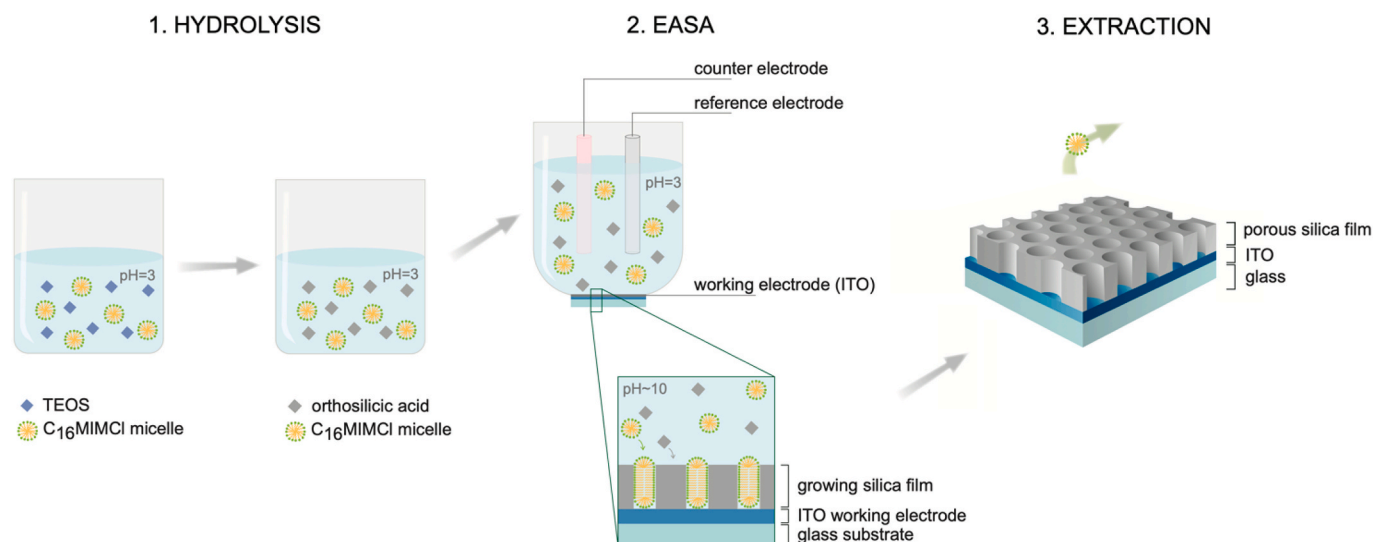 1. HYDROLYSIS
2. EASA
3. EXTRACTION
counter electrode
reference electrode
pH=3
pH=3
pH=3
working electrode (ITO)
porous silica film
ITO
glass
TEOS
C16MIMCl micelle
orthosilicic acid
C16MIMCl micelle
pH~10
growing silica film
ITO working electrode
glass substrate